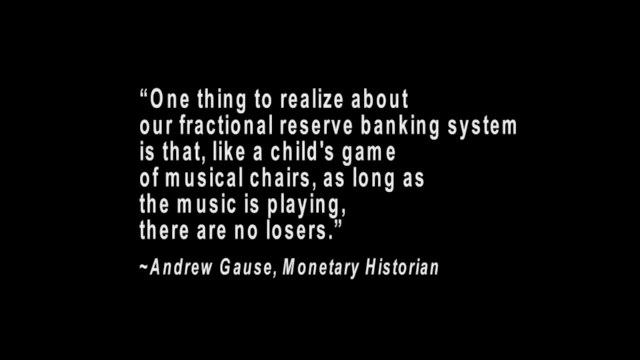 “One thing to realize about
our fractional reserve banking system
is that, like a child's game
of musical chairs, as long as
the music is playing,
there are no losers.”
~Andrew Gause, Monetary Historian